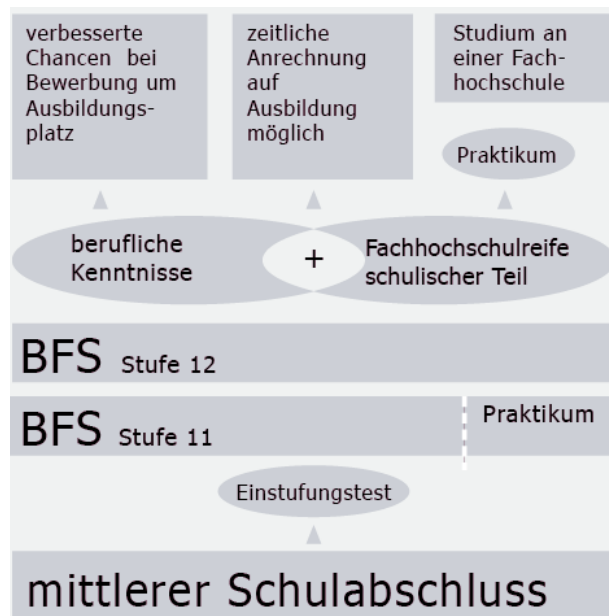 verbesserte
Chancen bei
Bewerbung um
Ausbildungs-
platz
zeitliche
Anrechnung
auf
Ausbildung
möglich
Studium an
einer Fach-
hochschule
Praktikum
berufliche
Kenntnisse
+
Fachhochschulreife
schulischer Teil
BFS Stufe 12
BFS Stufe 11
Praktikum
Einstufungstest
mittlerer Schulabschluss